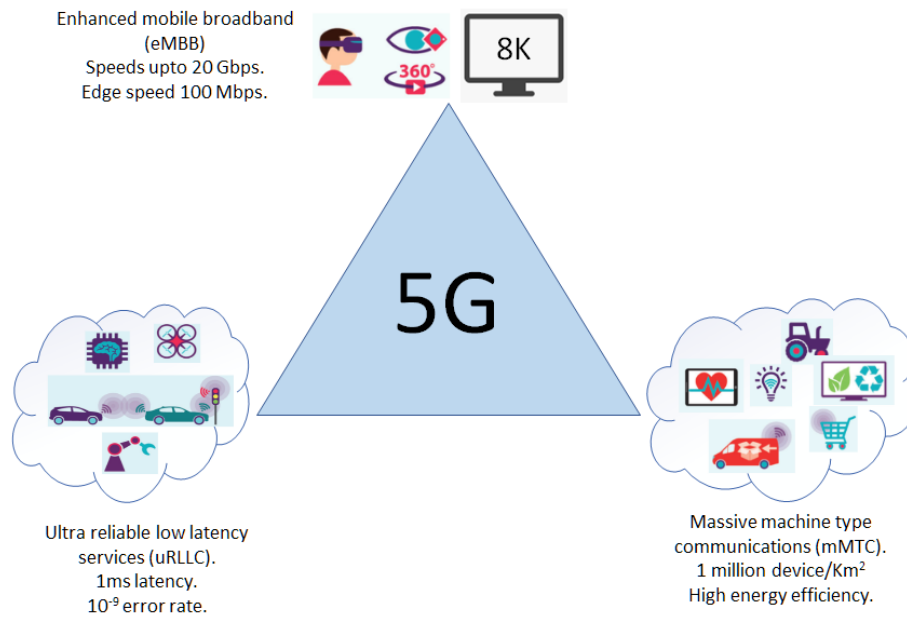 Enhanced mobile broadband
(eMBB)
Speeds upto 20 Gbps.
Edge speed 100 Mbps.
360°
8K
5G
Ultra reliable low latency
services (uRLLC).
1ms latency.
10⁻⁹ error rate.
Massive machine type
communications (mMTC).
1 million device/Km²
High energy efficiency.